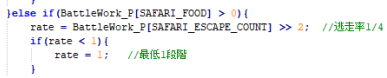 }else if(BattleWork_P[SAFARI_FOOD] > 0){
rate = BattleWork_P[SAFARI_ESCAPE_COUNT] >> 2; //逃走率1/4
if(rate < 1){
rate = 1; //最低1段階
}